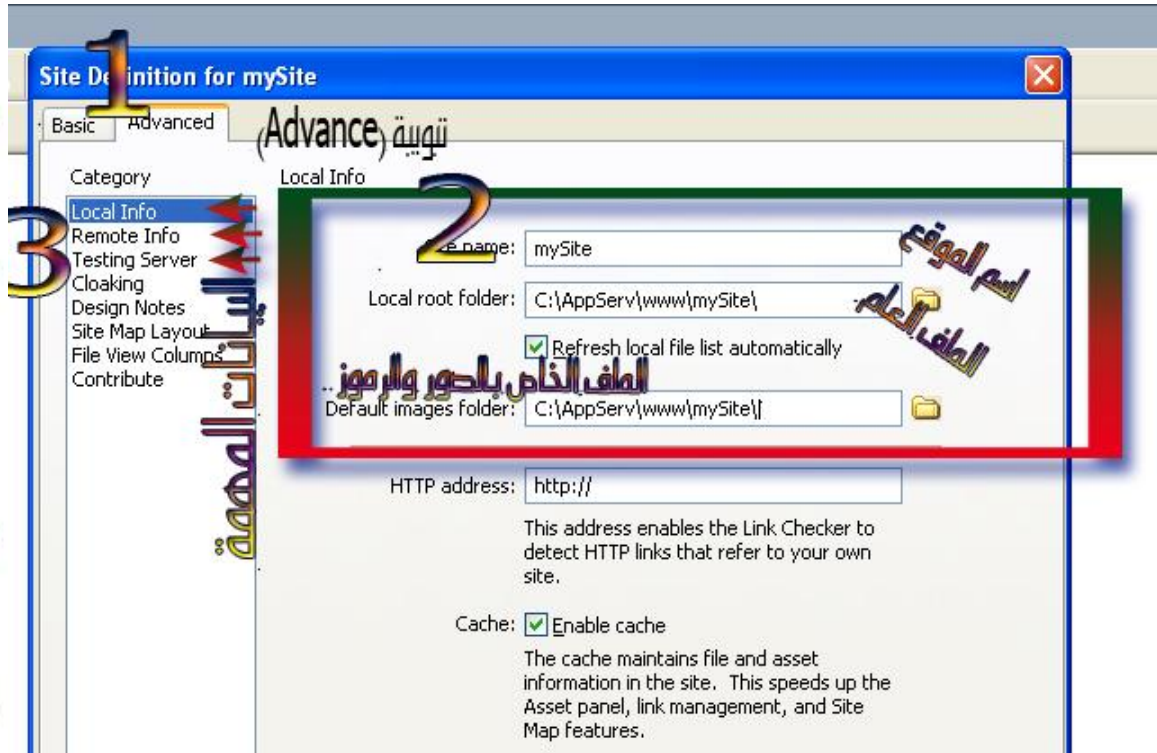 1
Site Definition for mySite
Basic
Advanced
تبويبة (Advance)
Category
Local Info
2
Local Info
Remote Info
Testing Server
Cloaking
Design Notes
Site Map Layout
File View Columns
Contribute
3
البيانات المهمة
name: mySite
اسم الموقع
Local root folder: C:\AppServ\www\mySite\
الملف العام.
Refresh local file list automatically
الملف الخاص بالصور والرموز..
Default images folder: C:\AppServ\www\mySite\
HTTP address: http://
This address enables the Link Checker to
detect HTTP links that refer to your own
site.
Cache: Enable cache
The cache maintains file and asset
information in the site. This speeds up the
Asset panel, link management, and Site
Map features.